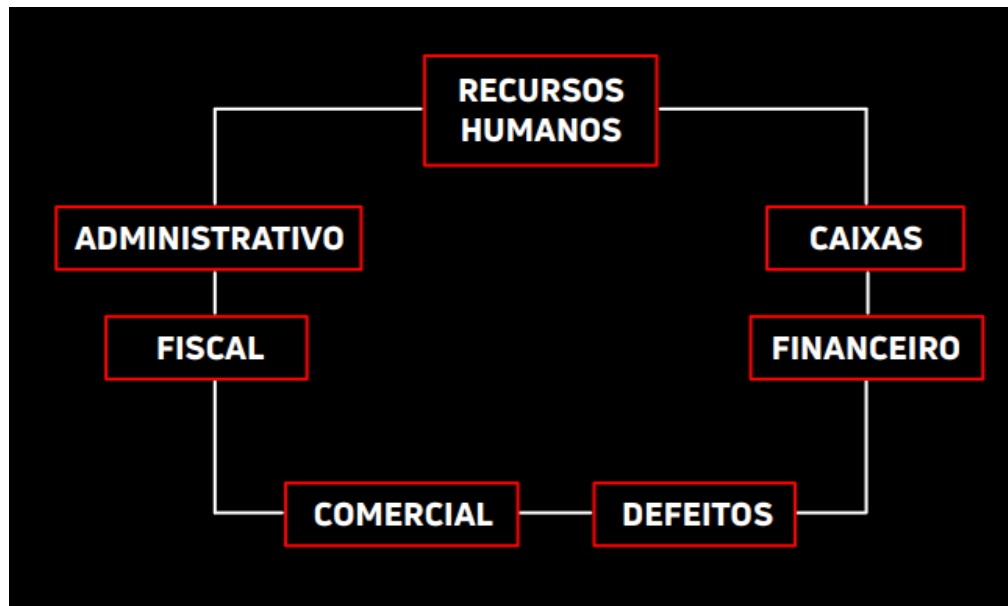 RECURSOS
HUMANOS
ADMINISTRATIVO
CAIXAS
FISCAL
FINANCEIRO
COMERCIAL
DEFEITOS